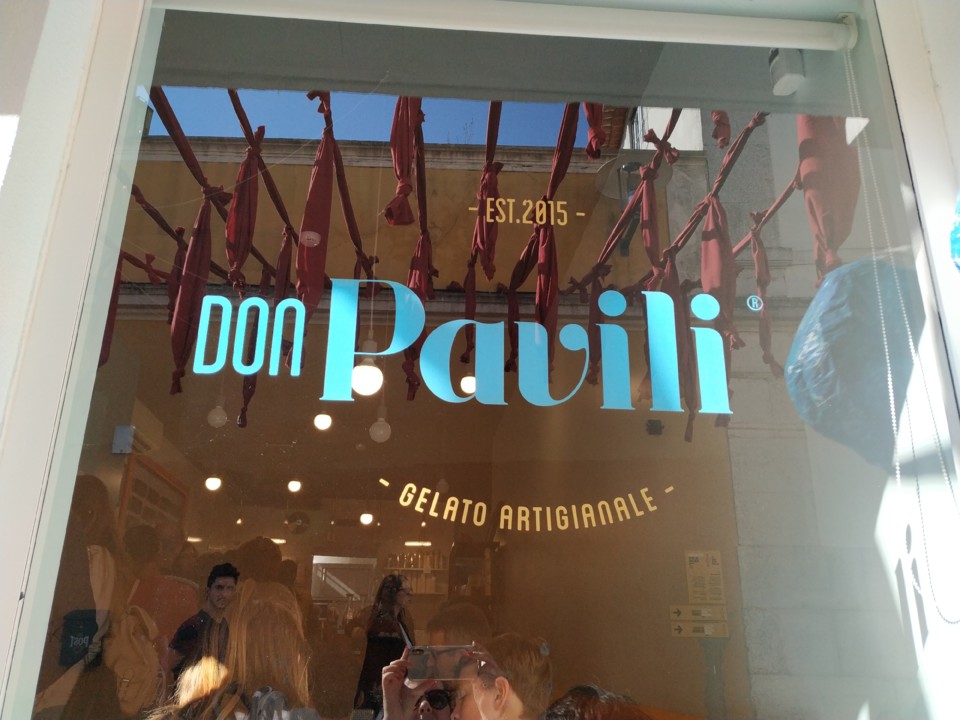 - EST.2015 -
DON Pavili ®
- GELATO ARTIGIANALE -